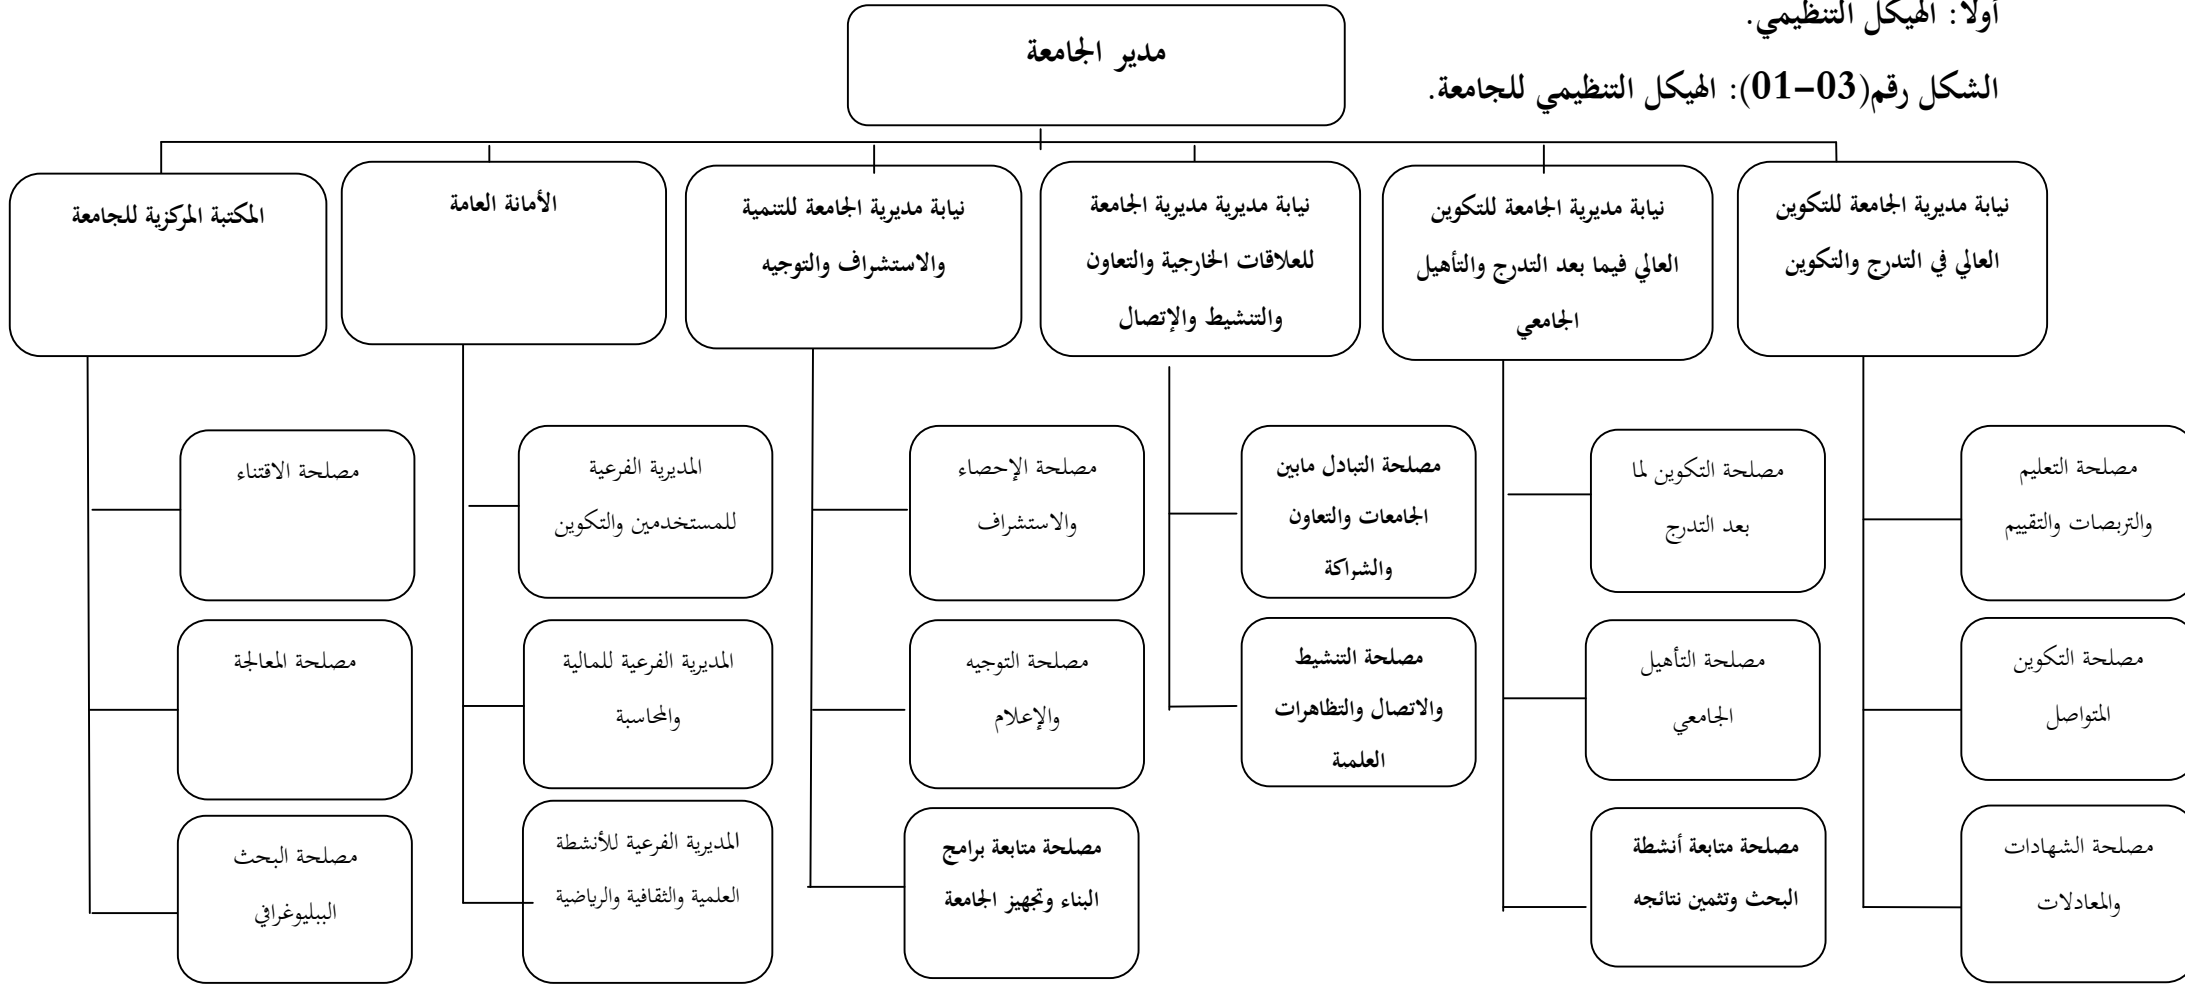 أولا: الهيكل التنظيمي.
الشكل رقم(03-01): الهيكل التنظيمي للجامعة.
مدير الجامعة
نيابة مديرية الجامعة للتكوين
العالي في التدرج والتكوين
نيابة مديرية الجامعة للتكوين
العالي فيما بعد التدرج والتأهيل
الجامعي
نيابة مديرية مديرية الجامعة
للعلاقات الخارجية والتعاون
والتنشيط والإتصال
نيابة مديرية الجامعة للتنمية
والاستشراف والتوجيه
الأمانة العامة
المكتبة المركزية للجامعة
مصلحة التعليم
والتربصات والتقييم
مصلحة التكوين لما
بعد التدرج
مصلحة التبادل مابين
الجامعات والتعاون
والشراكة
مصلحة الإحصاء
والاستشراف
المديرية الفرعية
للمستخدمين والتكوين
مصلحة الاقتناء
مصلحة التكوين
المتواصل
مصلحة التأهيل
الجامعي
مصلحة التنشيط
والاتصال والتظاهرات
العلمية
مصلحة التوجيه
والإعلام
المديرية الفرعية للمالية
والمحاسبة
مصلحة المعالجة
مصلحة الشهادات
والمعادلات
مصلحة متابعة أنشطة
البحث وتثمين نتائجه
مصلحة متابعة برامج
البناء وتجهيز الجامعة
المديرية الفرعية للأنشطة
العلمية والثقافية والرياضية
مصلحة البحث
الببليوغرافي